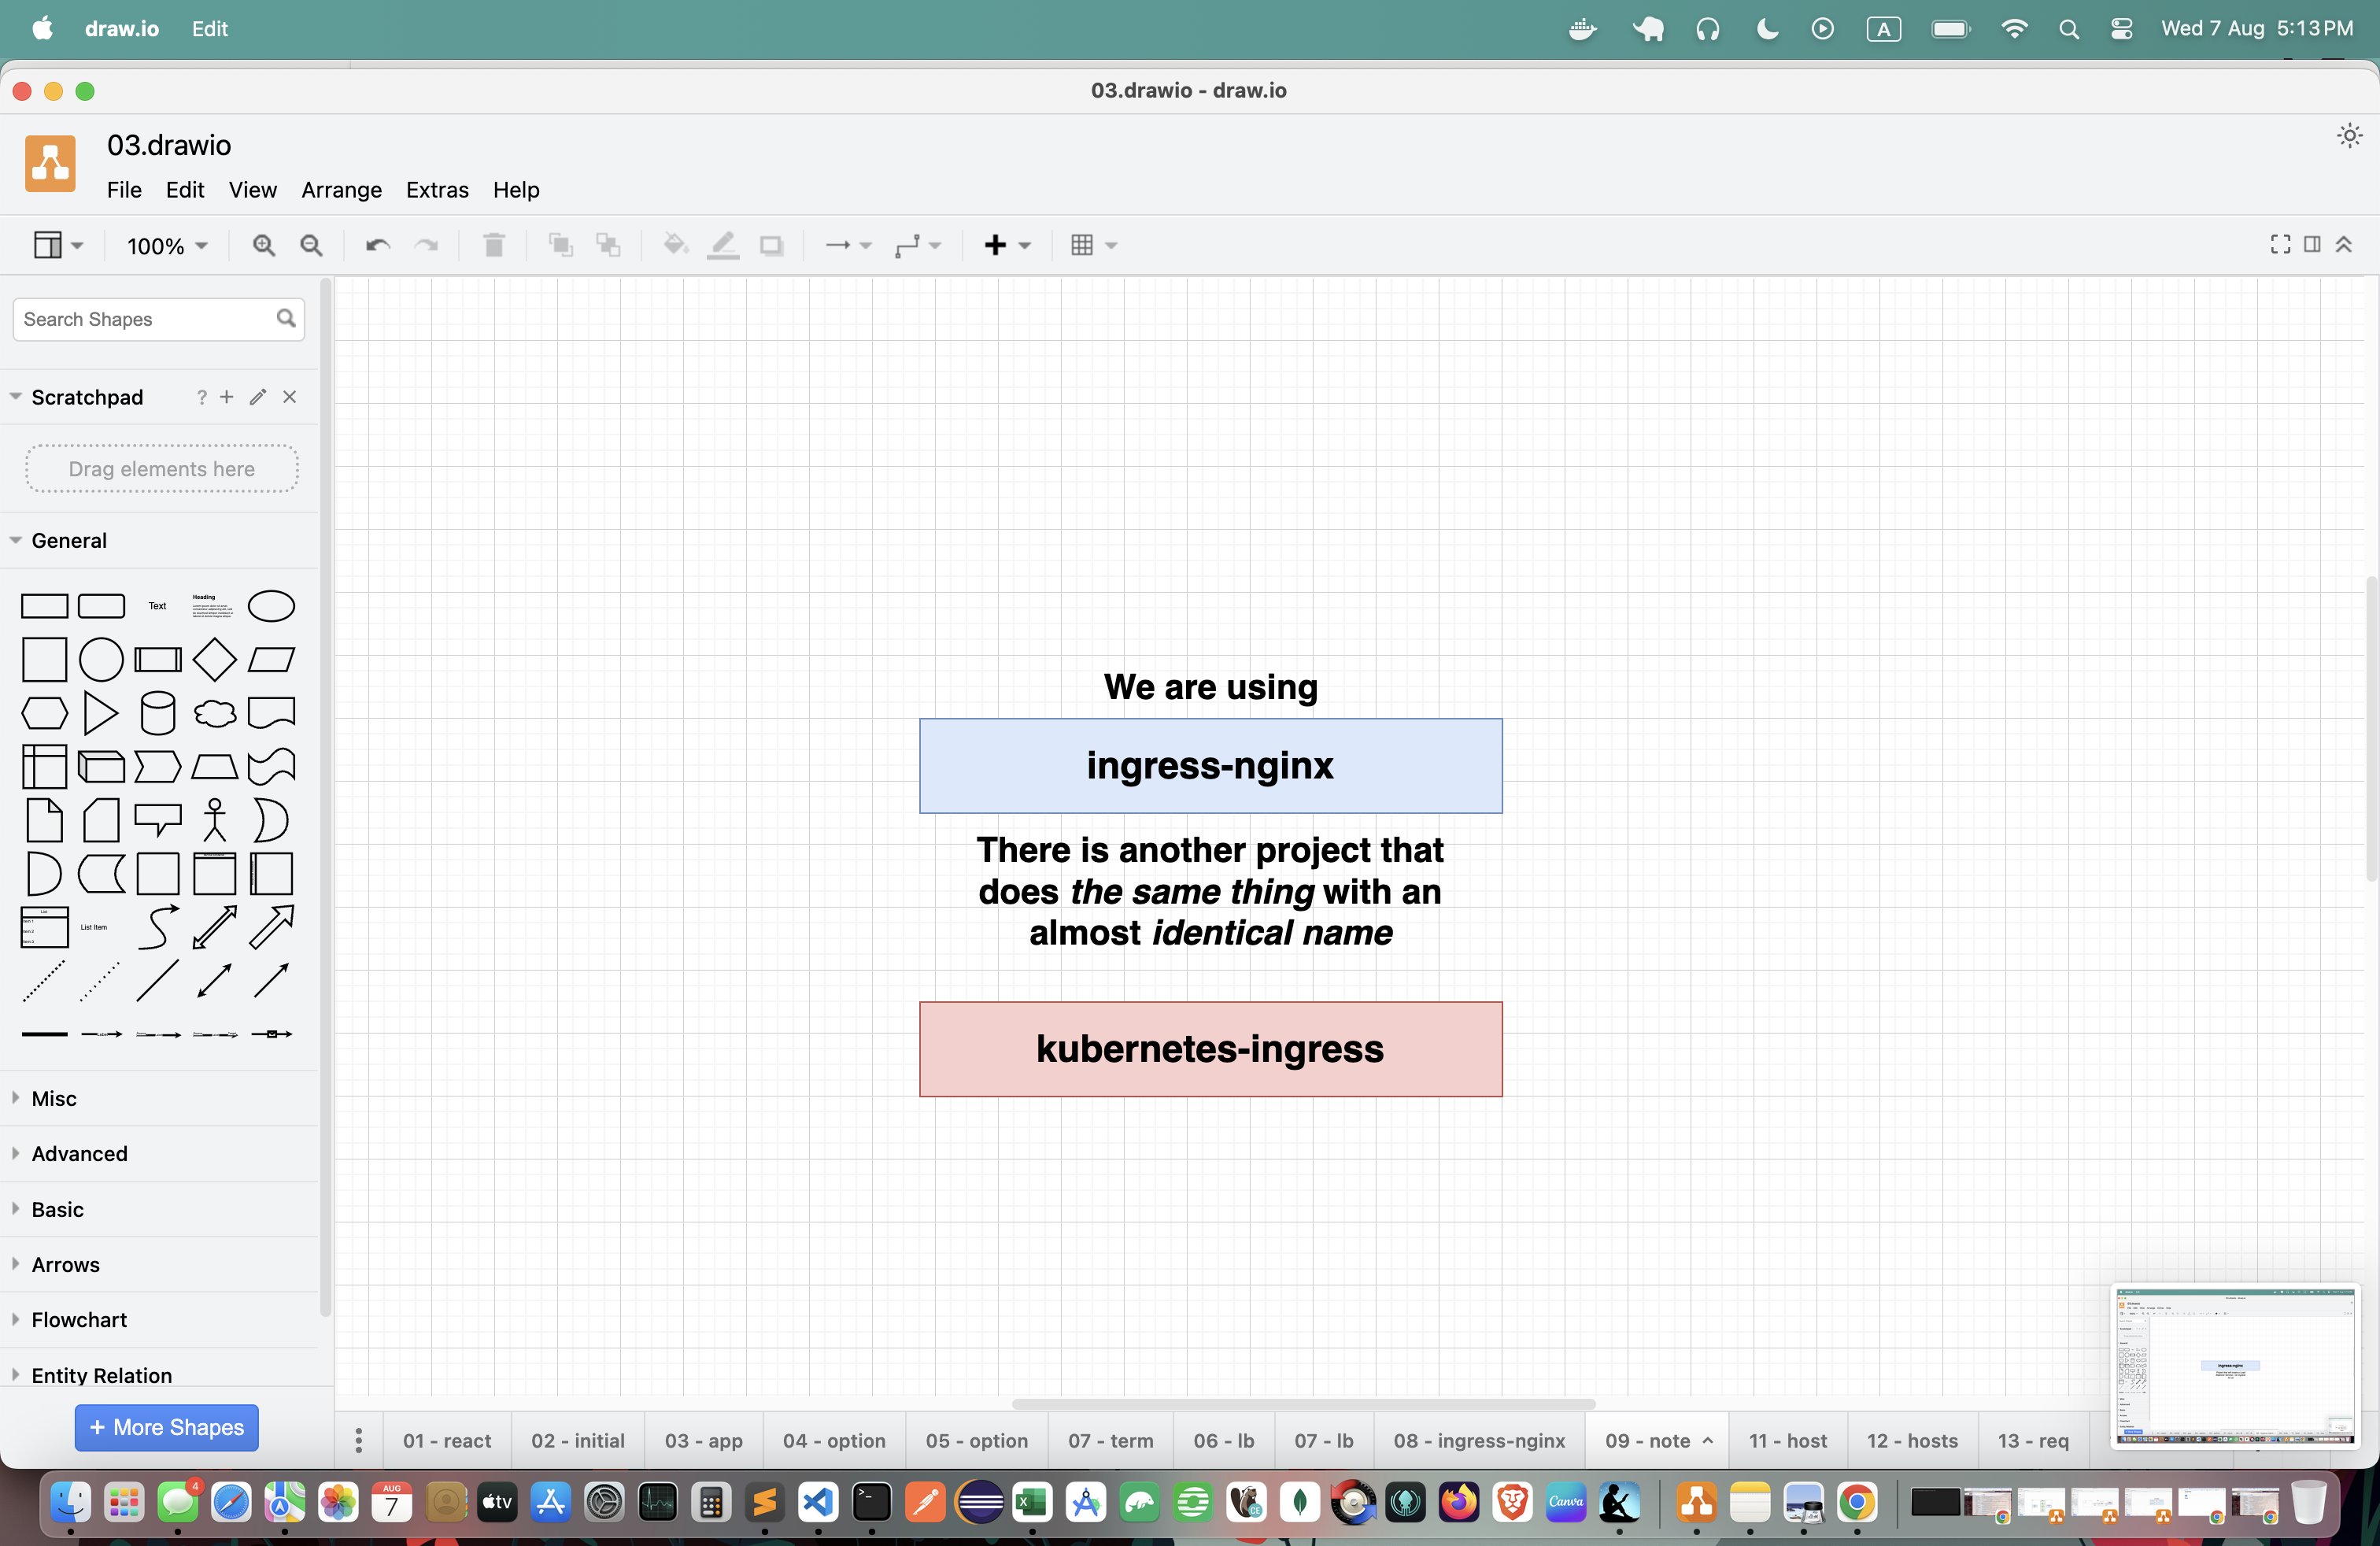 draw.io Edit
A
Wed 7 Aug 5:13 PM
03.drawio - draw.io
03.drawio
File Edit View Arrange Extras Help
100%
Search Shapes
Scratchpad
?
Drag elements here
General
Text
Heading
List
List Item
Misc
Advanced
Basic
Arrows
Flowchart
Entity Relation
+ More Shapes
We are using
ingress-nginx
There is another project that
does the same thing with an
almost identical name
kubernetes-ingress
01 - react
02 - initial
03 - app
04 - option
05 - option
07 - term
06 - lb
07 - lb
08 - ingress-nginx
09 - note
11 - host
12 - hosts
13 - req
4
AUG
7
tv
Canva
CE